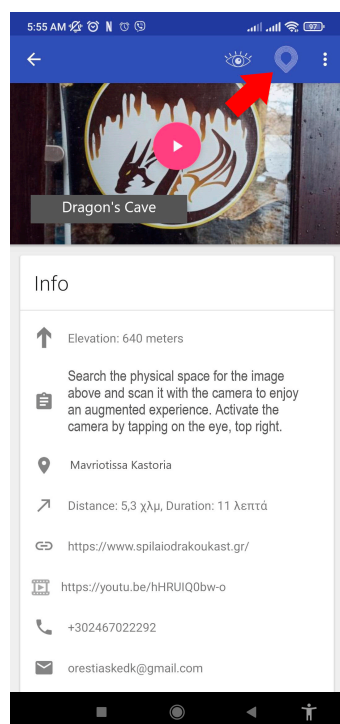 5:55 AM
97
Dragon's Cave
Info
Elevation: 640 meters
Search the physical space for the image
above and scan it with the camera to enjoy
an augmented experience. Activate the
camera by tapping on the eye, top right.
Mavriotissa Kastoria
Distance: 5,3 χλμ, Duration: 11 λεπτά
https://www.spilaiodrakoukast.gr/
https://youtu.be/hHRUIQ0bw-o
+302467022292
orestiaskedk@gmail.com